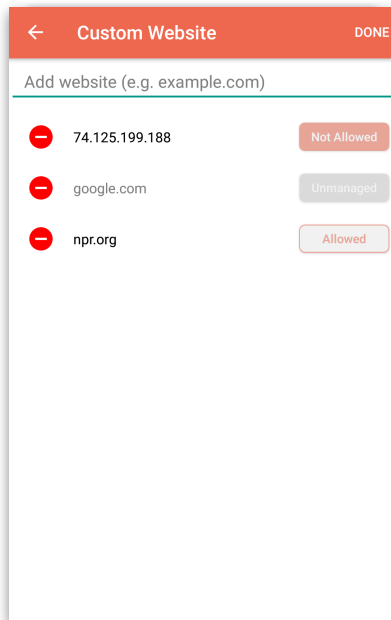 Custom Website DONE
Add website (e.g. example.com)
74.125.199.188 Not Allowed
google.com Unmanaged
npr.org Allowed